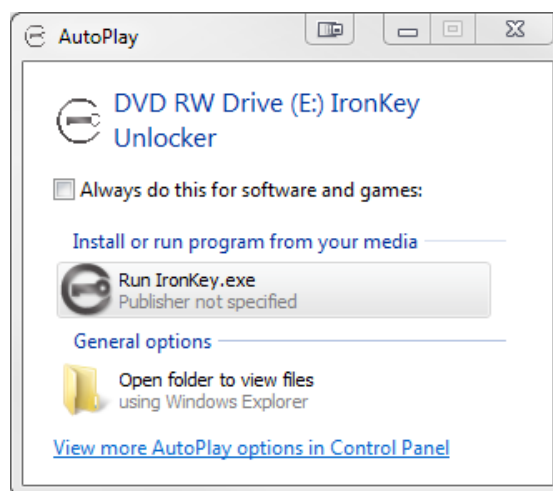 AutoPlay
DVD RW Drive (E:) IronKey
Unlocker
Always do this for software and games:
Install or run program from your media
Run IronKey.exe
Publisher not specified
General options
Open folder to view files
using Windows Explorer
View more AutoPlay options in Control Panel